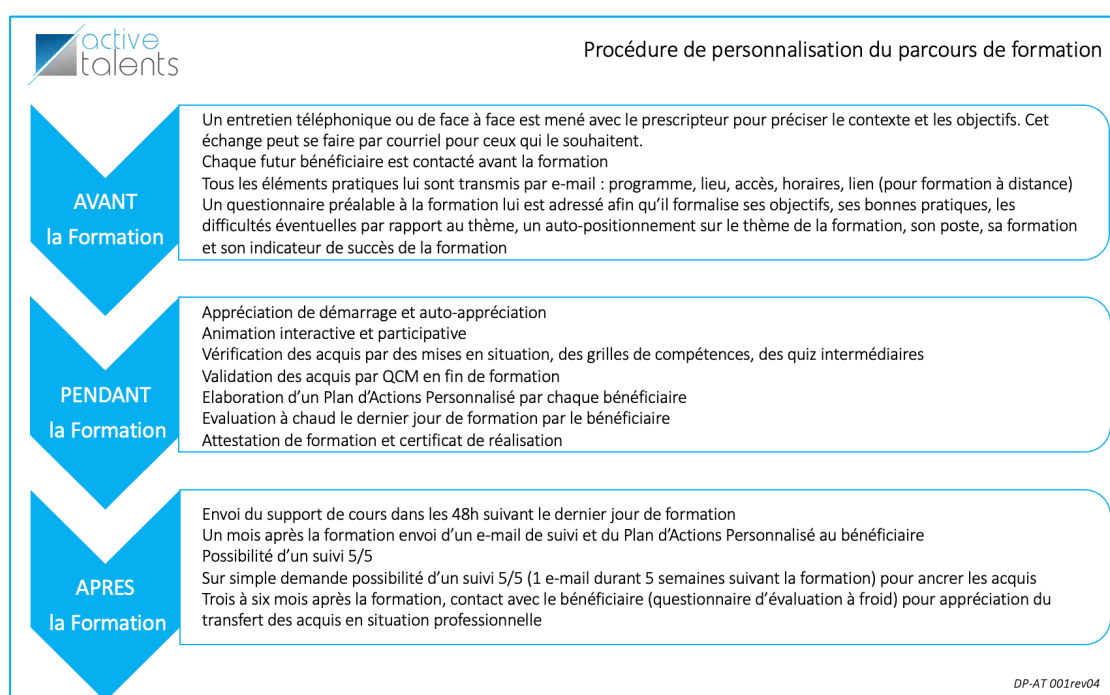 active
talents
Procédure de personnalisation du parcours de formation
AVANT
la Formation
Un entretien téléphonique ou de face à face est mené avec le prescripteur pour préciser le contexte et les objectifs. Cet
échange peut se faire par courriel pour ceux qui le souhaitent.
Chaque futur bénéficiaire est contacté avant la formation
Tous les éléments pratiques lui sont transmis par e-mail : programme, lieu, accès, horaires, lien (pour formation à distance)
Un questionnaire préalable à la formation lui est adressé afin qu'il formalise ses objectifs, ses bonnes pratiques, les
difficultés éventuelles par rapport au thème, un auto-positionnement sur le thème de la formation, son poste, sa formation
et son indicateur de succès de la formation
PENDANT
la Formation
Appréciation de démarrage et auto-appréciation
Animation interactive et participative
Vérification des acquis par des mises en situation, des grilles de compétences, des quiz intermédiaires
Validation des acquis par QCM en fin de formation
Elaboration d'un Plan d'Actions Personnalisé par chaque bénéficiaire
Evaluation à chaud le dernier jour de formation par le bénéficiaire
Attestation de formation et certificat de réalisation
APRES
la Formation
Envoi du support de cours dans les 48h suivant le dernier jour de formation
Un mois après la formation envoi d'un e-mail de suivi et du Plan d'Actions Personnalisé au bénéficiaire
Possibilité d'un suivi 5/5
Sur simple demande possibilité d'un suivi 5/5 (1 e-mail durant 5 semaines suivant la formation) pour ancrer les acquis
Trois à six mois après la formation, contact avec le bénéficiaire (questionnaire d'évaluation à froid) pour appréciation du
transfert des acquis en situation professionnelle
DP-AT 001rev04